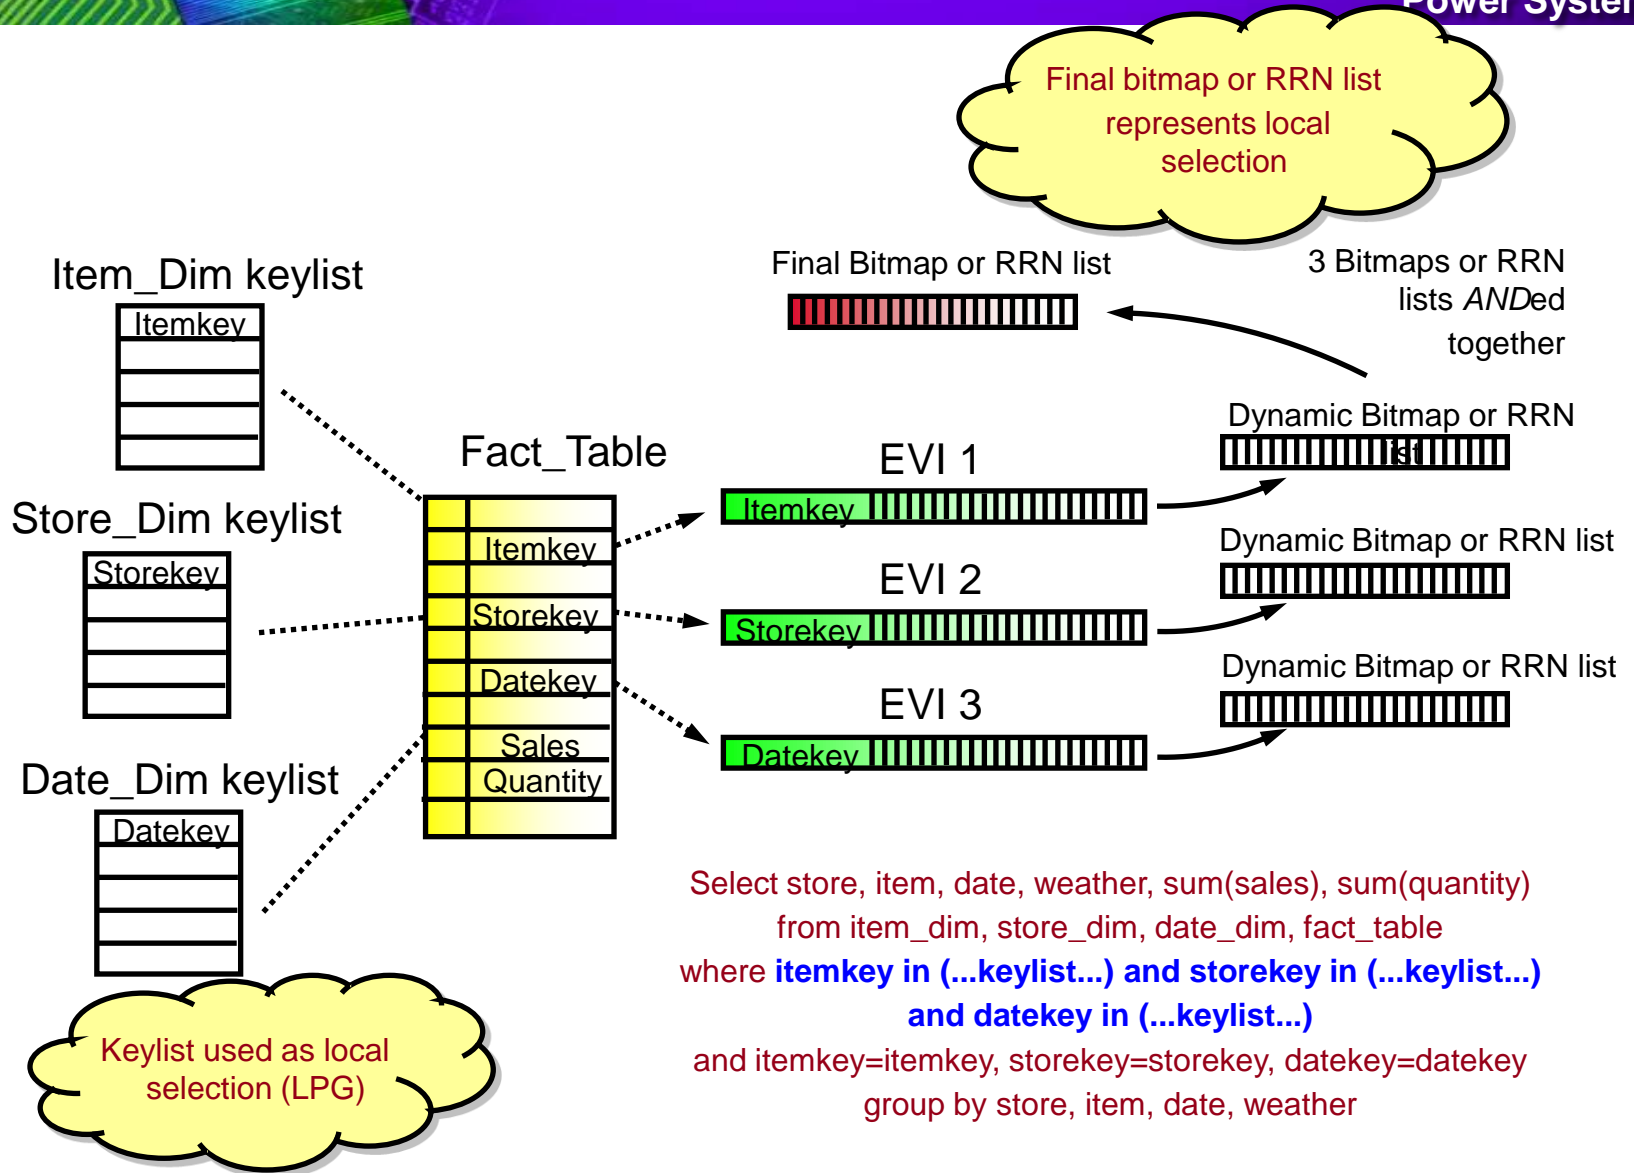 Power System
Final bitmap or RRN list
represents local
selection
Item_Dim keylist
Itemkey
Final Bitmap or RRN list
3 Bitmaps or RRN
lists ANDed
together
Dynamic Bitmap or RRN
list
Fact_Table
EVI 1
Itemkey
Itemkey
Store_Dim keylist
Storekey
Dynamic Bitmap or RRN list
EVI 2
Storekey
Storekey
Dynamic Bitmap or RRN list
Datekey
EVI 3
Datekey
Sales
Quantity
Date_Dim keylist
Datekey
Select store, item, date, weather, sum(sales), sum(quantity)
from item_dim, store_dim, date_dim, fact_table
where itemkey in (...keylist...) and storekey in (...keylist...)
and datekey in (...keylist...)
and itemkey=itemkey, storekey=storekey, datekey=datekey
group by store, item, date, weather
Keylist used as local
selection (LPG)